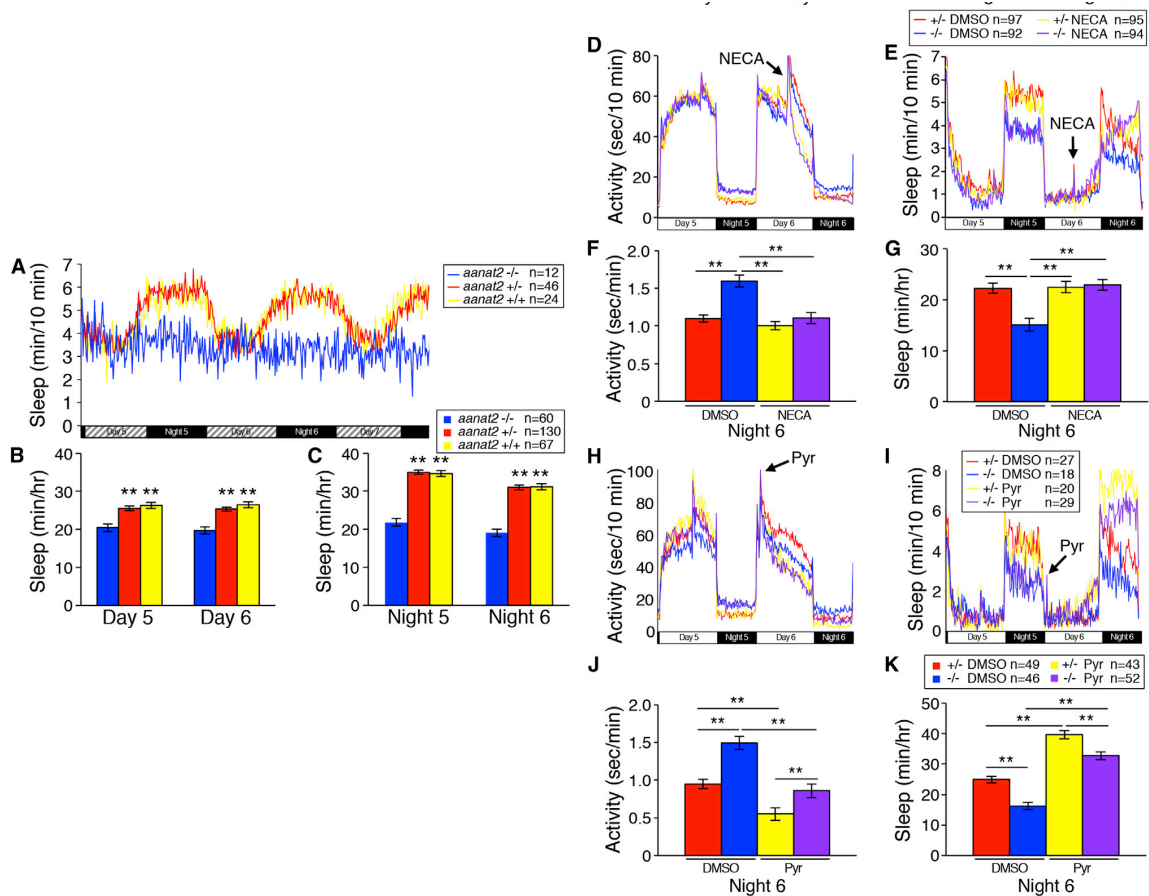 +/- DMSO n=97 +/- NECA n=95
-/- DMSO n=92 -/- NECA n=94
D
NECA
Activity (sec/10 min)
80
60
40
20
0
Day 5 Night 5 Day 6 Night 6
E
NECA
Sleep (min/10 min)
7
6
5
4
3
2
1
0
Day 5 Night 5 Day 6 Night 6
A
Sleep (min/10 min)
7
6
5
4
3
2
1
0
aanat2 -/- n=12
aanat2 +/- n=46
aanat2 +/+ n=24
Day 5 Night 5 Day 6 Night 6 Day 7
F
Activity (sec/min)
2.0
1.5
1.0
0.5
0
** ** **
DMSO NECA
Night 6
G
Sleep (min/hr)
30
20
10
0
** ** **
DMSO NECA
Night 6
aanat2 -/- n=60
aanat2 +/- n=130
aanat2 +/+ n=67
B
Sleep (min/hr)
40
30
20
10
0
** ** ** **
Day 5 Day 6
C
Sleep (min/hr)
40
30
20
10
0
** ** ** **
Night 5 Night 6
H
Pyr
Activity (sec/10 min)
100
80
60
40
20
0
Day 5 Night 5 Day 6 Night 6
I
+/- DMSO n=27
-/- DMSO n=18
+/- Pyr n=20
-/- Pyr n=29
Pyr
Sleep (min/10 min)
8
6
4
2
0
Day 5 Night 5 Day 6 Night 6
+/- DMSO n=49 +/- Pyr n=43
-/- DMSO n=46 -/- Pyr n=52
J
Activity (sec/min)
2.0
1.5
1.0
0.5
0
** ** ** **
DMSO Pyr
Night 6
K
Sleep (min/hr)
50
40
30
20
10
0
** ** ** **
DMSO Pyr
Night 6